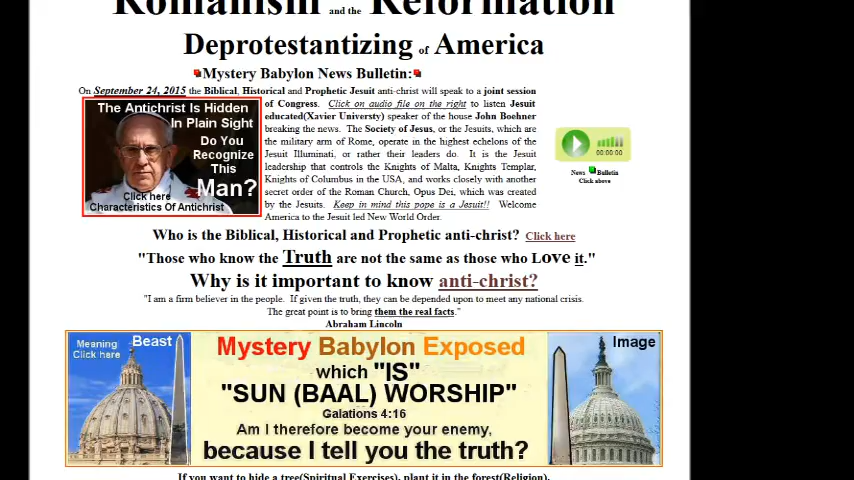 Romanism and the Reformation
Deprotestantizing of America
Mystery Babylon News Bulletin:
On September 24, 2015 the Biblical, Historical and Prophetic Jesuit anti-christ will speak to a joint session
of Congress. Click on audio file on the right to listen Jesuit
educated(Xavier Universty) speaker of the house John Boehner
breaking the news. The Society of Jesus, or the Jesuits, which are
the military arm of Rome, operate in the highest echelons of the
Jesuit Illuminati, or rather their leaders do. It is the Jesuit
leadership that controls the Knights of Malta, Knights Templar,
Knights of Columbus in the USA, and works closely with another
secret order of the Roman Church, Opus Dei, which was created
by the Jesuits. Keep in mind this pope is a Jesuit!! Welcome
America to the Jesuit led New World Order.
The Antichrist Is Hidden
In Plain Sight
Do You
Recognize
This
Man?
Click here
Characteristics Of Antichrist
00:00:00
News Bulletin
Click above
Who is the Biblical, Historical and Prophetic anti-christ? Click here
"Those who know the Truth are not the same as those who Love it."
Why is it important to know anti-christ?
"I am a firm believer in the people. If given the truth, they can be depended upon to meet any national crisis.
The great point is to bring them the real facts."
Abraham Lincoln
Meaning: Beast
Click here
Mystery Babylon Exposed
which "IS"
"SUN (BAAL) WORSHIP"
Galations 4:16
Am I therefore become your enemy,
because I tell you the truth?
Image
If you want to hide a tree(Spiritual Exercises), plant it in the forest(Religion).